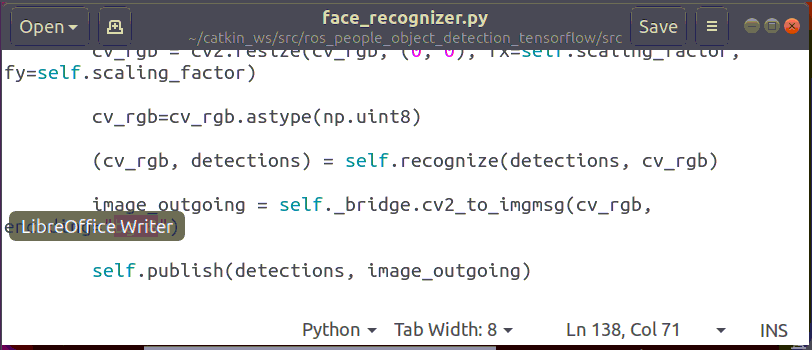 Open
face_recognizer.py
~/catkin_ws/src/ros_people_object_detection_tensorflow/src
Save
cv_rgb = cv2.resize(cv_rgb, (0, 0), fx=self.scaling_factor,
fy=self.scaling_factor)
cv_rgb=cv_rgb.astype(np.uint8)
(cv_rgb, detections) = self.recognize(detections, cv_rgb)
image_outgoing = self._bridge.cv2_to_imgmsg(cv_rgb,
LibreOffice Writer
")
self.publish(detections, image_outgoing)
Python
Tab Width: 8
Ln 138, Col 71
INS